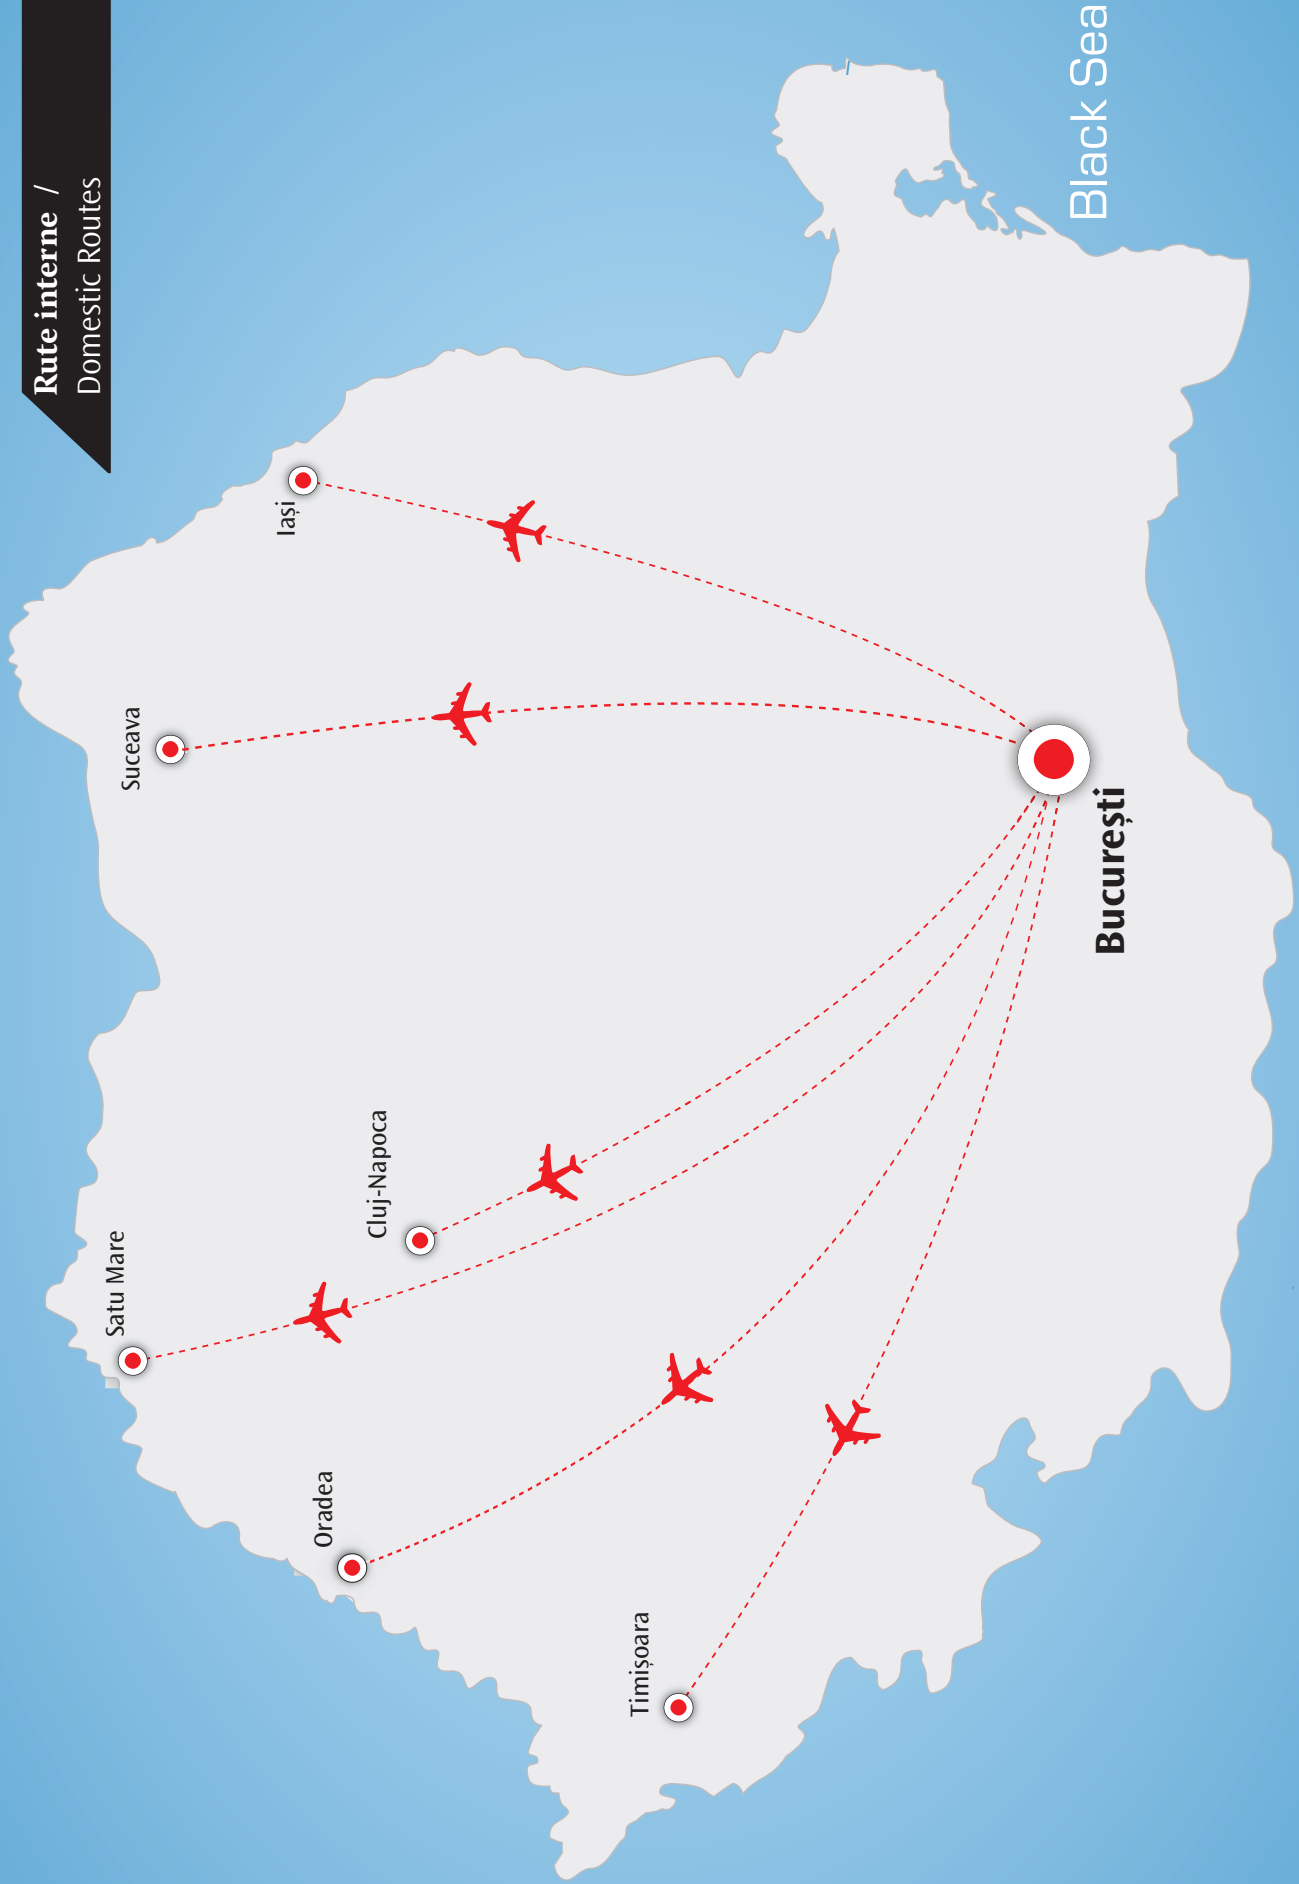 Rute interne /
Domestic Routes
Satu Mare
Suceava
Iași
Oradea
Cluj-Napoca
Timișoara
București
Black Sea